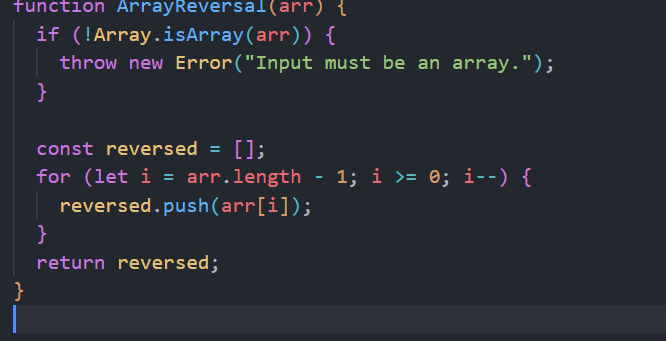 function ArrayReversal(arr) {
  if (!Array.isArray(arr)) {
    throw new Error("Input must be an array.");
  }

  const reversed = [];
  for (let i = arr.length - 1; i >= 0; i--) {
    reversed.push(arr[i]);
  }
  return reversed;
}